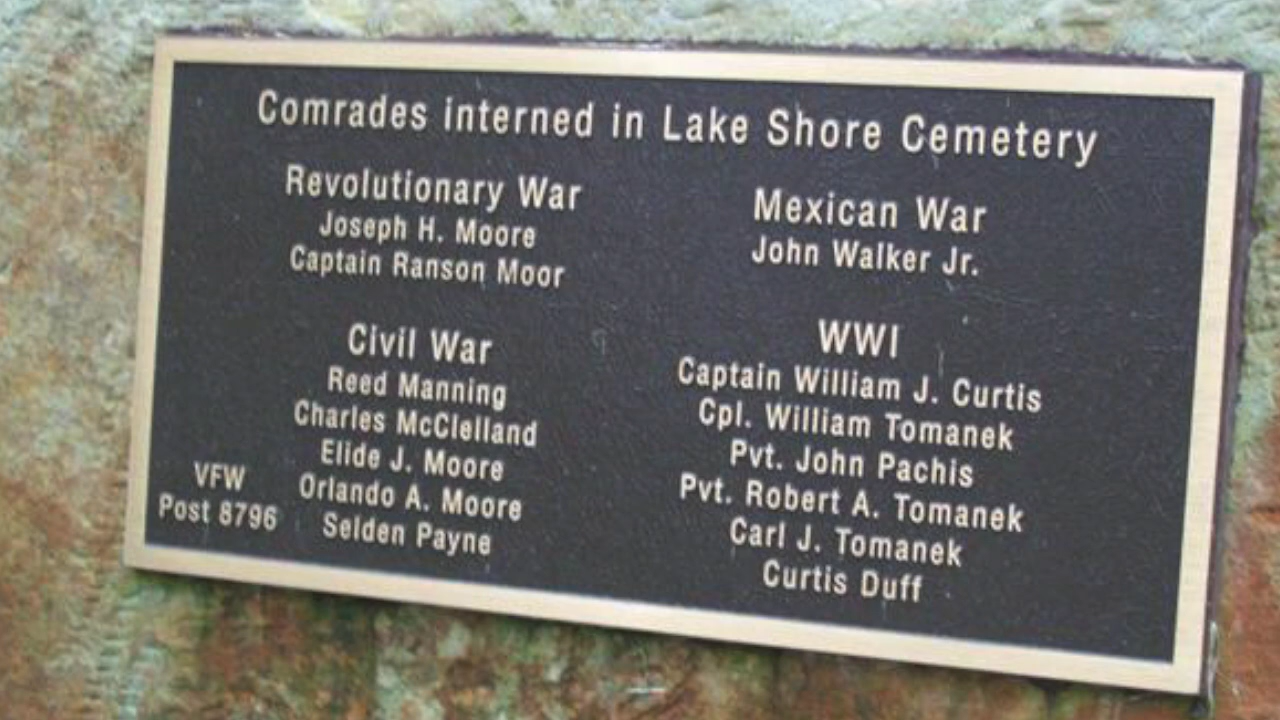 Comrades interned in Lake Shore Cemetery
Revolutionary War
Joseph H. Moore
Captain Ranson Moor
Mexican War
John Walker Jr.
Civil War
Reed Manning
Charles McClelland
Elide J. Moore
Orlando A. Moore
Selden Payne
VFW
Post 8796
WWI
Captain William J. Curtis
Cpl. William Tomanek
Pvt. John Pachis
Pvt. Robert A. Tomanek
Carl J. Tomanek
Curtis Duff